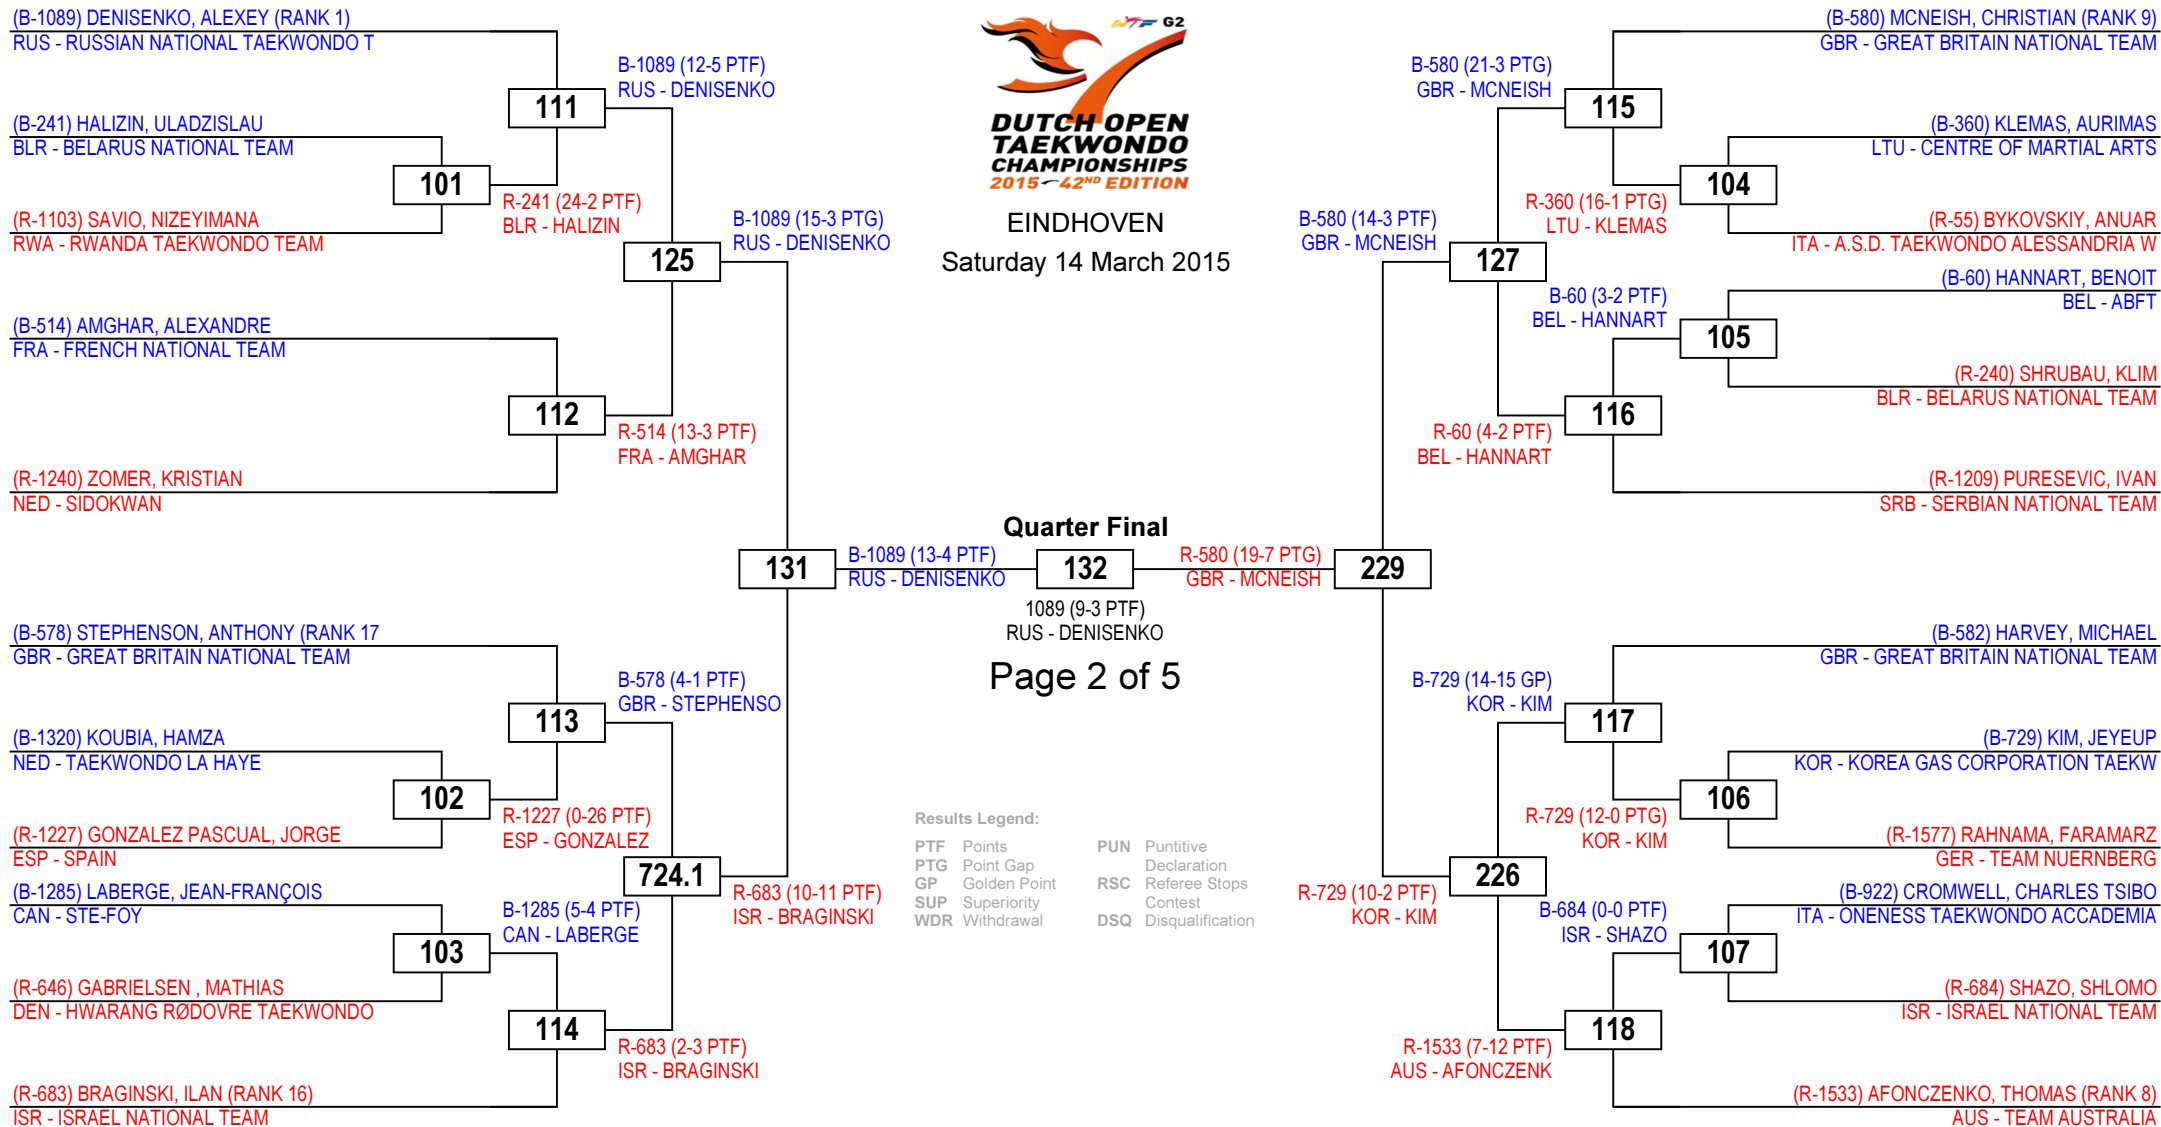 (B-1089) DENISENKO, ALEXEY (RANK 1)
RUS - RUSSIAN NATIONAL TAEKWONDO T
B-1089 (12-5 PTF)
RUS - DENISENKO
111
(B-241) HALIZIN, ULADZISLAU
BLR - BELARUS NATIONAL TEAM
101
R-241 (24-2 PTF)
BLR - HALIZIN
(R-1103) SAVIO, NIZEYIMANA
RWA - RWANDA TAEKWONDO TEAM
B-1089 (15-3 PTG)
RUS - DENISENKO
125
(B-514) AMGHAR, ALEXANDRE
FRA - FRENCH NATIONAL TEAM
112
R-514 (13-3 PTF)
FRA - AMGHAR
(R-1240) ZOMER, KRISTIAN
NED - SIDOKWAN
131
B-1089 (13-4 PTF)
RUS - DENISENKO
(B-578) STEPHENSON, ANTHONY (RANK 17
GBR - GREAT BRITAIN NATIONAL TEAM
B-578 (4-1 PTF)
GBR - STEPHENSO
113
(B-1320) KOUBIA, HAMZA
NED - TAEKWONDO LA HAYE
102
R-1227 (0-26 PTF)
ESP - GONZALEZ
(R-1227) GONZALEZ PASCUAL, JORGE
ESP - SPAIN
724.1
R-683 (10-11 PTF)
ISR - BRAGINSKI
(B-1285) LABERGE, JEAN-FRANÇOIS
CAN - STE-FOY
B-1285 (5-4 PTF)
CAN - LABERGE
103
(R-646) GABRIELSEN , MATHIAS
DEN - HWARANG RØDOVRE TAEKWONDO
114
R-683 (2-3 PTF)
ISR - BRAGINSKI
(R-683) BRAGINSKI, ILAN (RANK 16)
ISR - ISRAEL NATIONAL TEAM
WTF G2
DUTCH OPEN
TAEKWONDO
CHAMPIONSHIPS
2015 42ND EDITION
EINDHOVEN
Saturday 14 March 2015
Quarter Final
132
1089 (9-3 PTF)
RUS - DENISENKO
Page 2 of 5
Results Legend:
PTF Points
PTG Point Gap
GP Golden Point
SUP Superiority
WDR Withdrawal
PUN Puntitive
Declaration
RSC Referee Stops
Contest
DSQ Disqualification
(B-580) MCNEISH, CHRISTIAN (RANK 9)
GBR - GREAT BRITAIN NATIONAL TEAM
B-580 (21-3 PTG)
GBR - MCNEISH
115
(B-360) KLEMAS, AURIMAS
LTU - CENTRE OF MARTIAL ARTS
104
R-360 (16-1 PTG)
LTU - KLEMAS
(R-55) BYKOVSKIY, ANUAR
ITA - A.S.D. TAEKWONDO ALESSANDRIA W
B-580 (14-3 PTF)
GBR - MCNEISH
127
(B-60) HANNART, BENOIT
BEL - ABFT
B-60 (3-2 PTF)
BEL - HANNART
105
(R-240) SHRUBAU, KLIM
BLR - BELARUS NATIONAL TEAM
116
R-60 (4-2 PTF)
BEL - HANNART
(R-1209) PURESEVIC, IVAN
SRB - SERBIAN NATIONAL TEAM
R-580 (19-7 PTG)
GBR - MCNEISH
229
(B-582) HARVEY, MICHAEL
GBR - GREAT BRITAIN NATIONAL TEAM
B-729 (14-15 GP)
KOR - KIM
117
(B-729) KIM, JEYEUP
KOR - KOREA GAS CORPORATION TAEKW
106
R-729 (12-0 PTG)
KOR - KIM
(R-1577) RAHNAMA, FARAMARZ
GER - TEAM NUERNBERG
226
R-729 (10-2 PTF)
KOR - KIM
(B-922) CROMWELL, CHARLES TSIBO
ITA - ONENESS TAEKWONDO ACCADEMIA
B-684 (0-0 PTF)
ISR - SHAZO
107
(R-684) SHAZO, SHLOMO
ISR - ISRAEL NATIONAL TEAM
118
R-1533 (7-12 PTF)
AUS - AFONCZENK
(R-1533) AFONCZENKO, THOMAS (RANK 8)
AUS - TEAM AUSTRALIA